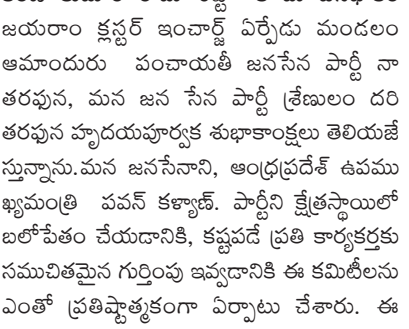 జయరాం క్లస్టర్ ఇంచార్జ్ ఏర్పేడు మండలం
ఆమందురు పంచాయతీ జనసేన పార్టీ నా
తరఫున, మన జన సేన పార్టీ శ్రేణులం దరి
తరఫున హృదయపూర్వక శుభాకాంక్షలు తెలియజే
స్తున్నాను.మన జనసేనాని, ఆంధ్రప్రదేశ్ ఉపము
ఖ్యమంత్రి పవన్ కళ్యాణ్. పార్టీని క్షేత్రస్థాయిలో
బలోపేతం చేయడానికి, కష్టపడే ప్రతి కార్యకర్తకు
సముచితమైన గుర్తింపు ఇవ్వడానికి ఈ కమిటీలను
ఎంతో ప్రతిష్టాత్మకంగా ఏర్పాటు చేశారు. ఈ